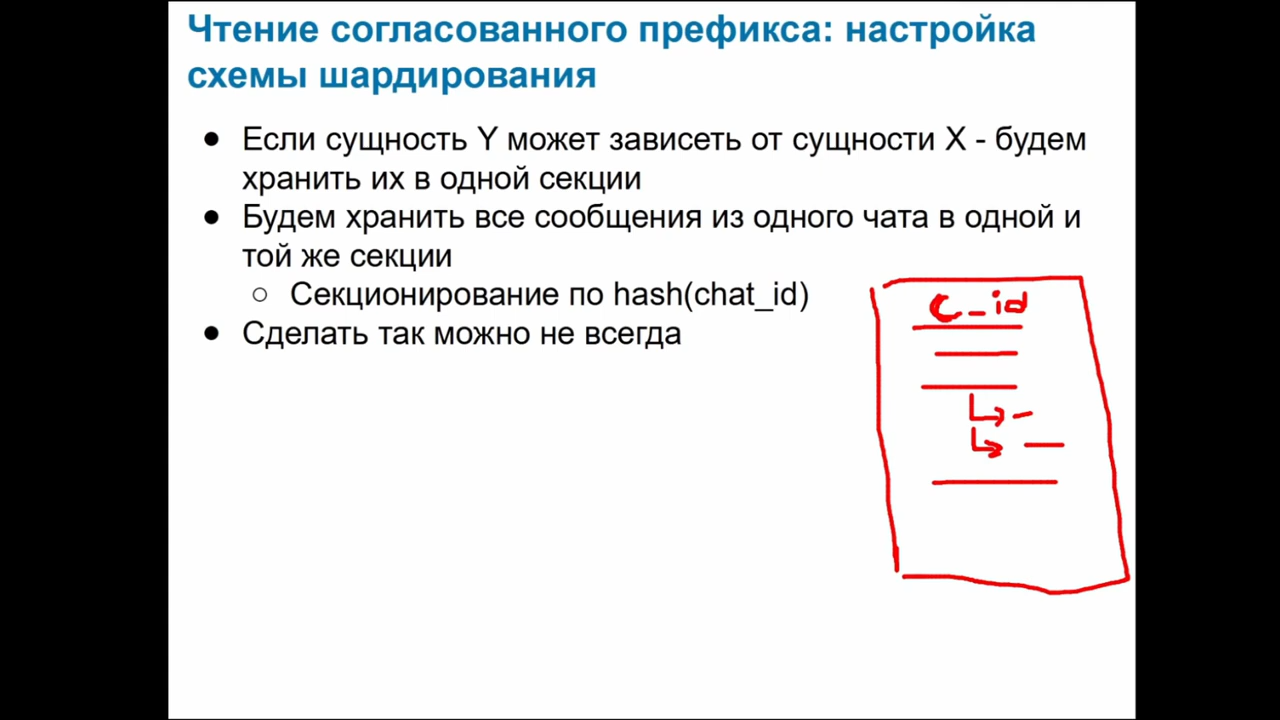 Чтение согласованного префикса: настройка
схемы шардирования
● Если сущность Y может зависеть от сущности X - будем
хранить их в одной секции
● Будем хранить все сообщения из одного чата в одной и
той же секции
○ Секционирование по hash(chat_id)
● Сделать так можно не всегда
C_id